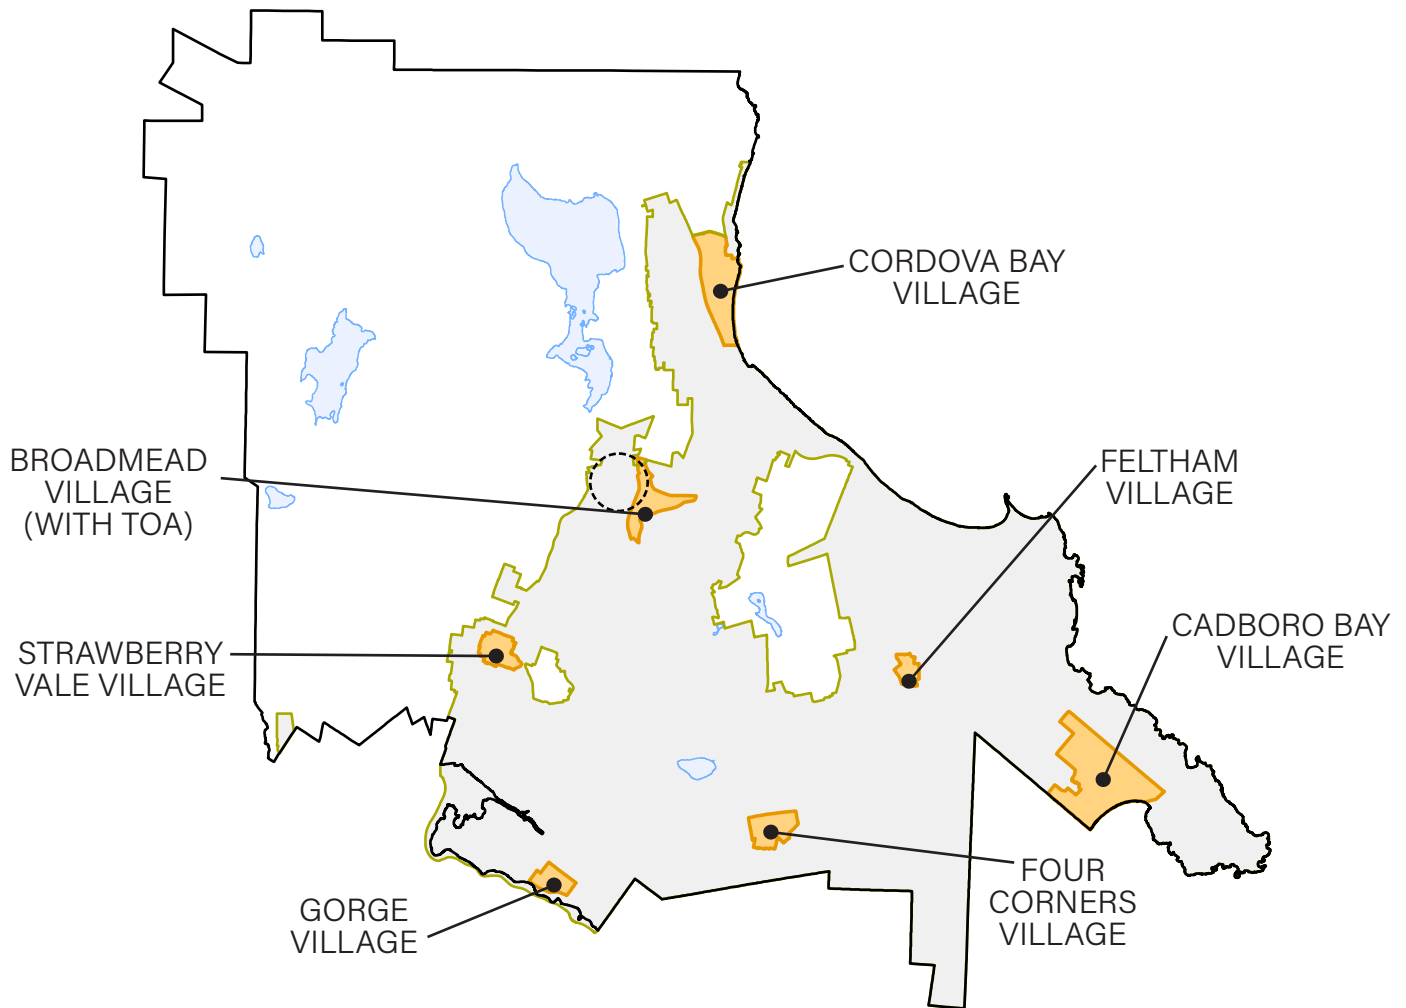 CORDOVA BAY
VILLAGE
BROADMEAD
VILLAGE
(WITH TOA)
FELTHAM
VILLAGE
CADBORO BAY
VILLAGE
STRAWBERRY
VALE VILLAGE
FOUR
CORNERS
VILLAGE
GORGE
VILLAGE